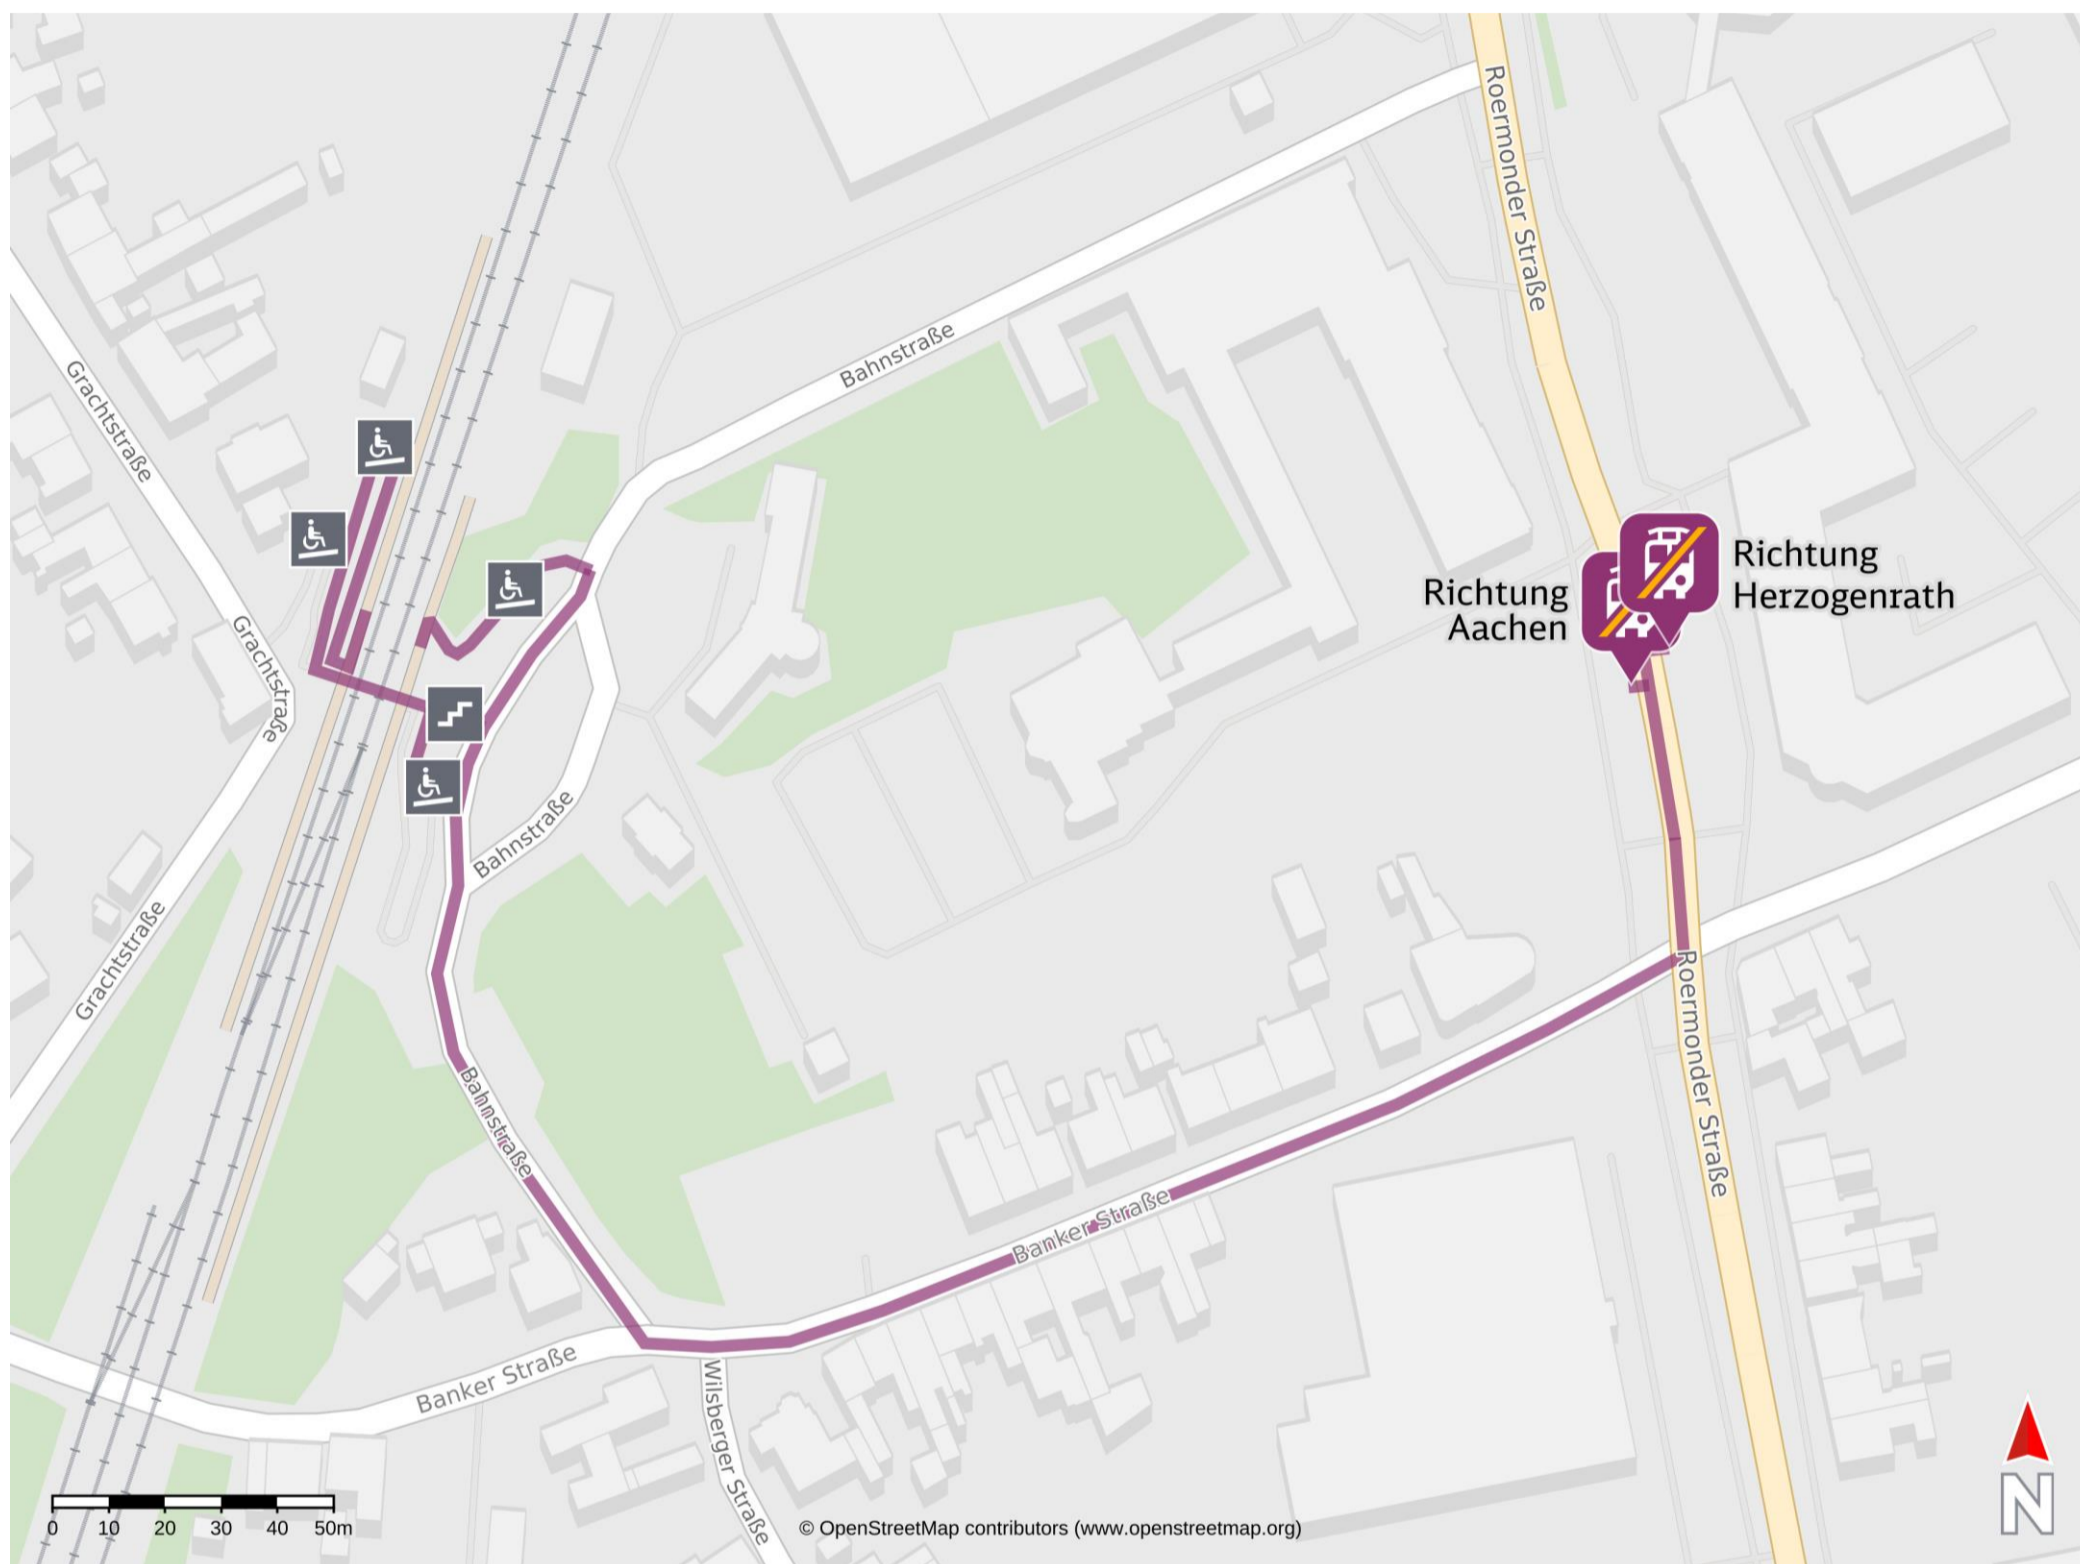 Roermonder Straße
Bahnstraße
Grachtstraße
Richtung
Herzogenrath
Richtung
Aachen
Grachtstraße
Bahnstraße
Grachtstraße
Roermonder Straße
Bahnstraße
Banker Straße
Banker Straße
Wilsberger Straße
N
0 10 20 30 40 50m
© OpenStreetMap contributors (www.openstreetmap.org)